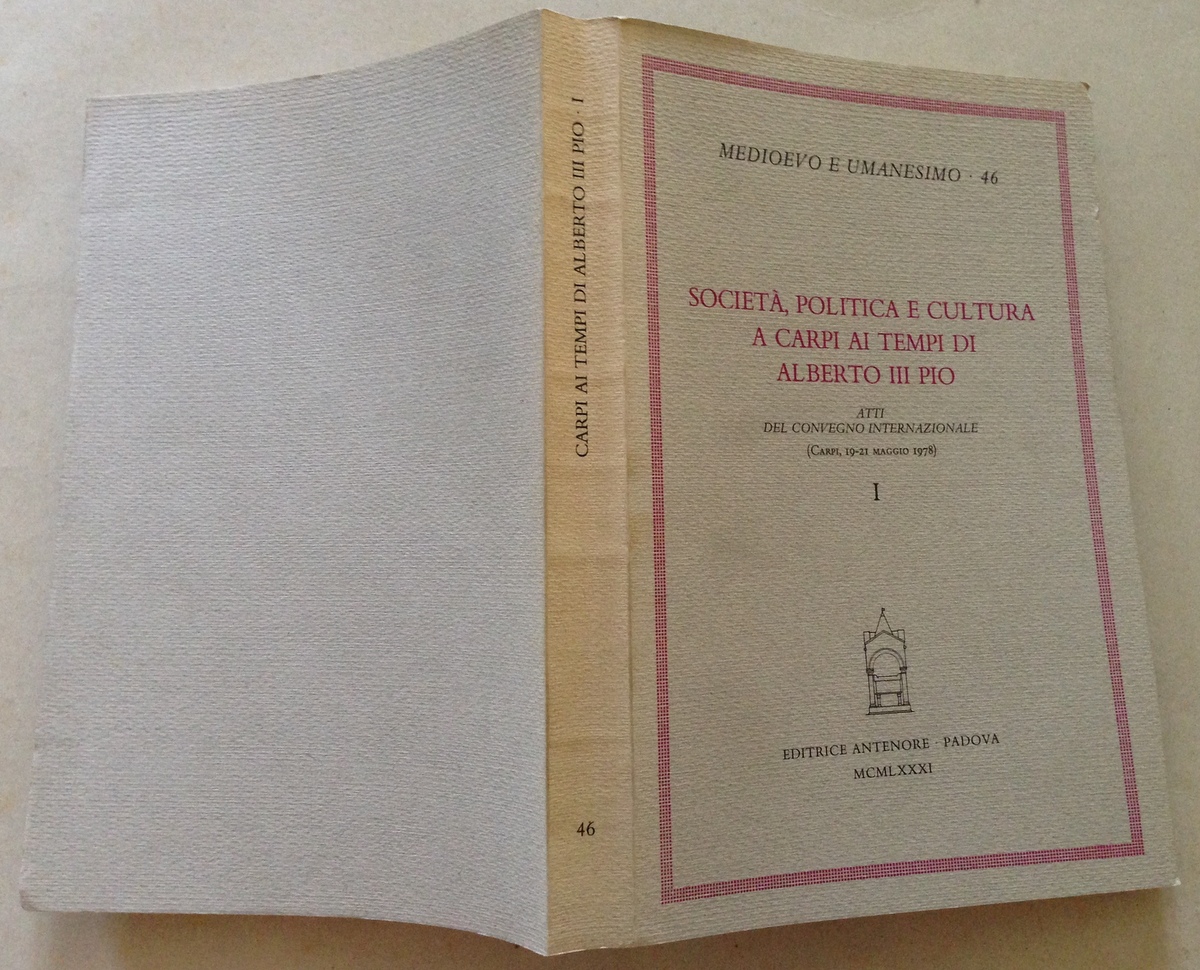 CARPI AI TEMPI DI ALBERTO III PIO · I
46
MEDIOEVO E UMANESIMO · 46
SOCIETÀ, POLITICA E CULTURA
A CARPI AI TEMPI DI
ALBERTO III PIO
ATTI
DEL CONVEGNO INTERNAZIONALE
(CARPI, 19-21 MAGGIO 1978)
I
EDITRICE ANTENORE · PADOVA
MCMLXXXI